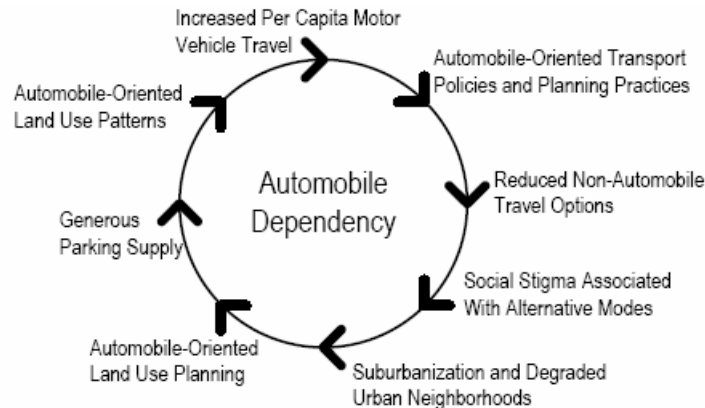 Increased Per Capita Motor
Vehicle Travel
Automobile-Oriented Transport
Policies and Planning Practices
Reduced Non-Automobile
Travel Options
Social Stigma Associated
With Alternative Modes
Suburbanization and Degraded
Urban Neighborhoods
Automobile-Oriented
Land Use Planning
Generous
Parking Supply
Automobile-Oriented
Land Use Patterns
Automobile
Dependency